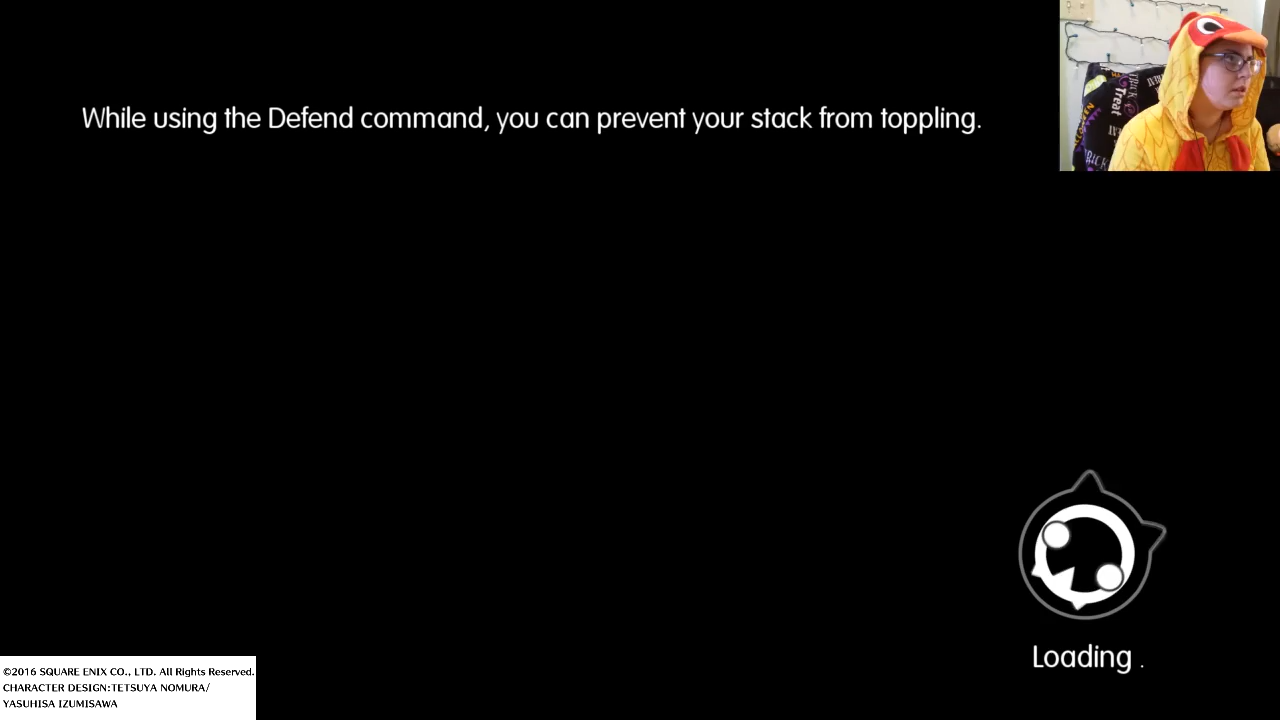 While using the Defend command, you can prevent your stack from toppling.
Treat
Loading .
©2016 SQUARE ENIX CO., LTD. All Rights Reserved.
CHARACTER DESIGN:TETSUYA NOMURA/
YASUHISA IZUMISAWA